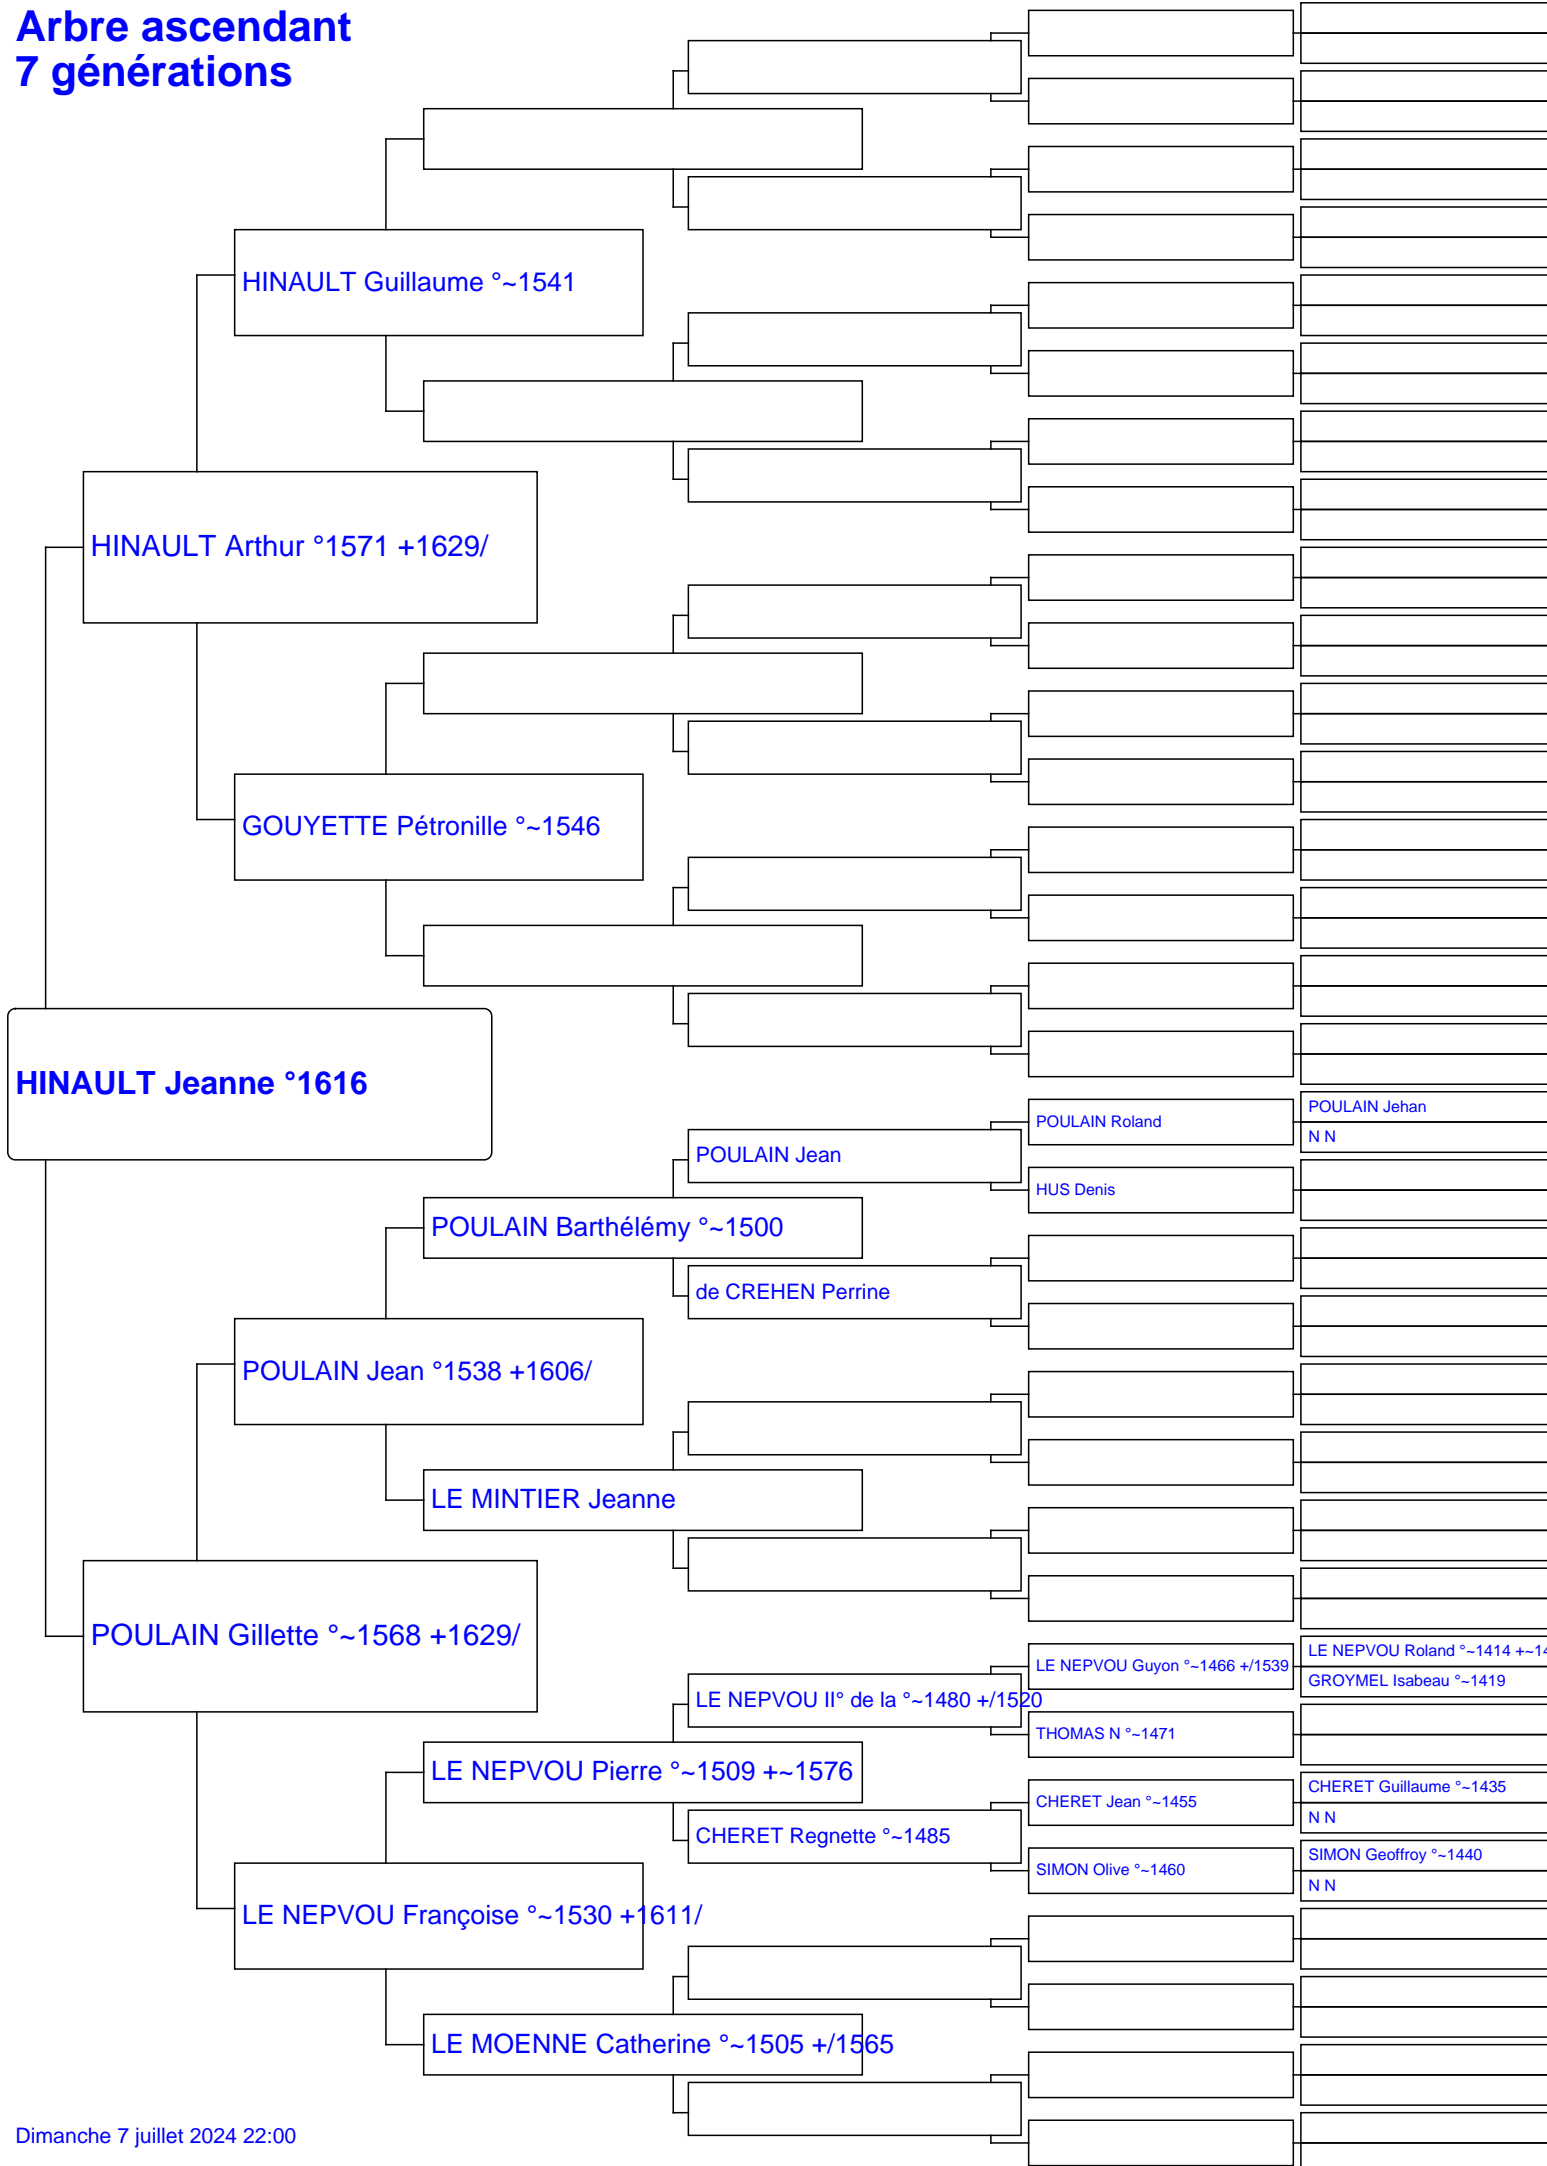 Arbre ascendant
7 générations
HINAULT Guillaume °~1541
HINAULT Arthur °1571 +1629/
GOUYETTE Pétronille °~1546
HINAULT Jeanne °1616
POULAIN Jehan
POULAIN Roland
N N
POULAIN Jean
HUS Denis
POULAIN Barthélémy °~1500
de CREHEN Perrine
POULAIN Jean °1538 +1606/
LE MINTIER Jeanne
POULAIN Gillette °~1568 +1629/
LE NEPVOU Roland °~1414 +~14
LE NEPVOU Guyon °~1466 +/1539
GROYMEL Isabeau °~1419
LE NEPVOU II° de la °~1480 +/1520
THOMAS N °~1471
LE NEPVOU Pierre °~1509 +~1576
CHERET Guillaume °~1435
CHERET Jean °~1455
N N
CHERET Regnette °~1485
SIMON Geoffroy °~1440
SIMON Olive °~1460
N N
LE NEPVOU Françoise °~1530 +1611/
LE MOENNE Catherine °~1505 +/1565
Dimanche 7 juillet 2024 22:00